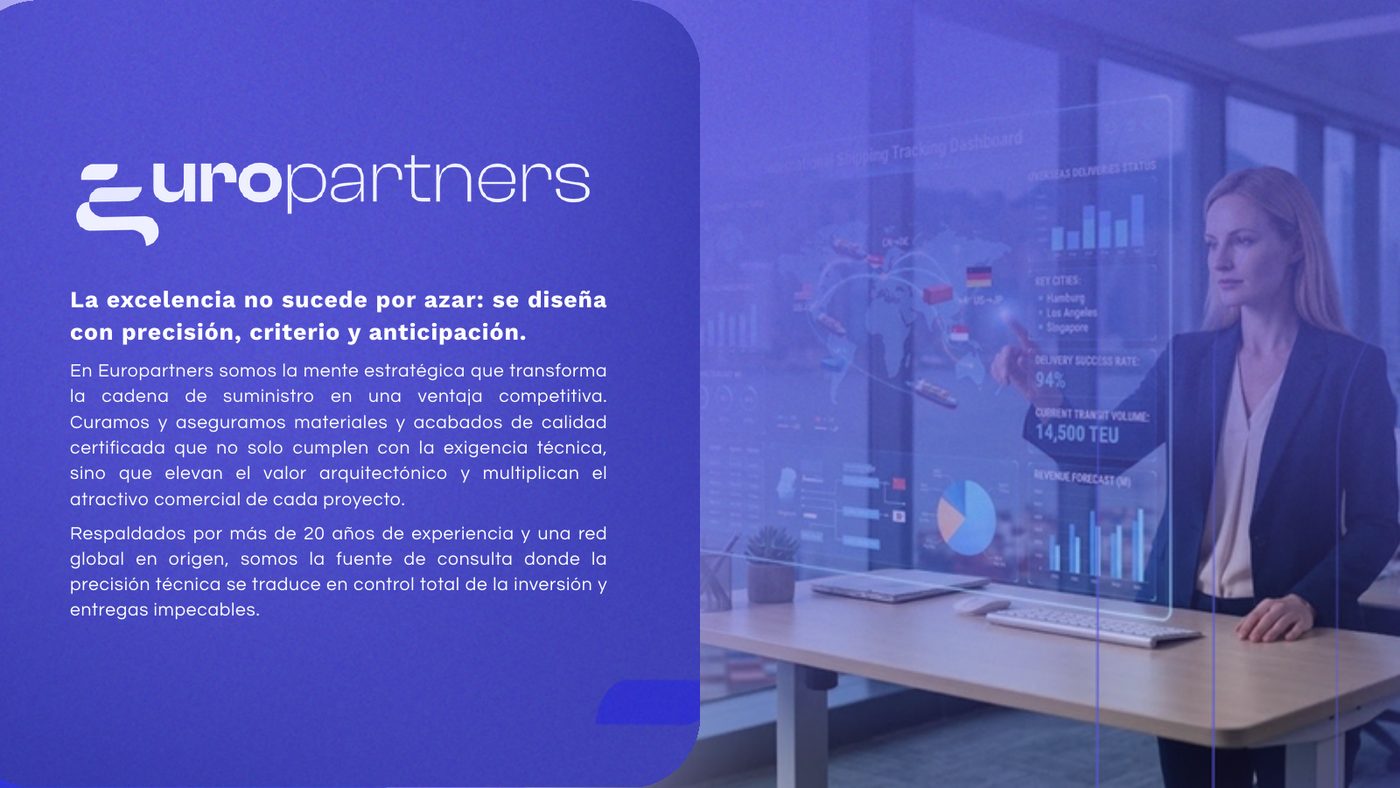 Europartners
La excelencia no sucede por azar: se diseña
con precisión, criterio y anticipación.
En Europartners somos la mente estratégica que transforma
la cadena de suministro en una ventaja competitiva.
Curamos y aseguramos materiales y acabados de calidad
certificada que no solo cumplen con la exigencia técnica,
sino que elevan el valor arquitectónico y multiplican el
atractivo comercial de cada proyecto.
Respaldados por más de 20 años de experiencia y una red
global en origen, somos la fuente de consulta donde la
precisión técnica se traduce en control total de la inversión y
entregas impecables.
Shipping Tracking Dashboard
OVERSEAS DELIVERIES STATUS
US→JP
KEY CITIES:
• Hamburg
• Los Angeles
• Singapore
DELIVERY SUCCESS RATE:
94%
CURRENT TRANSIT VOLUME:
14,500 TEU
REVENUE FORECAST (M)